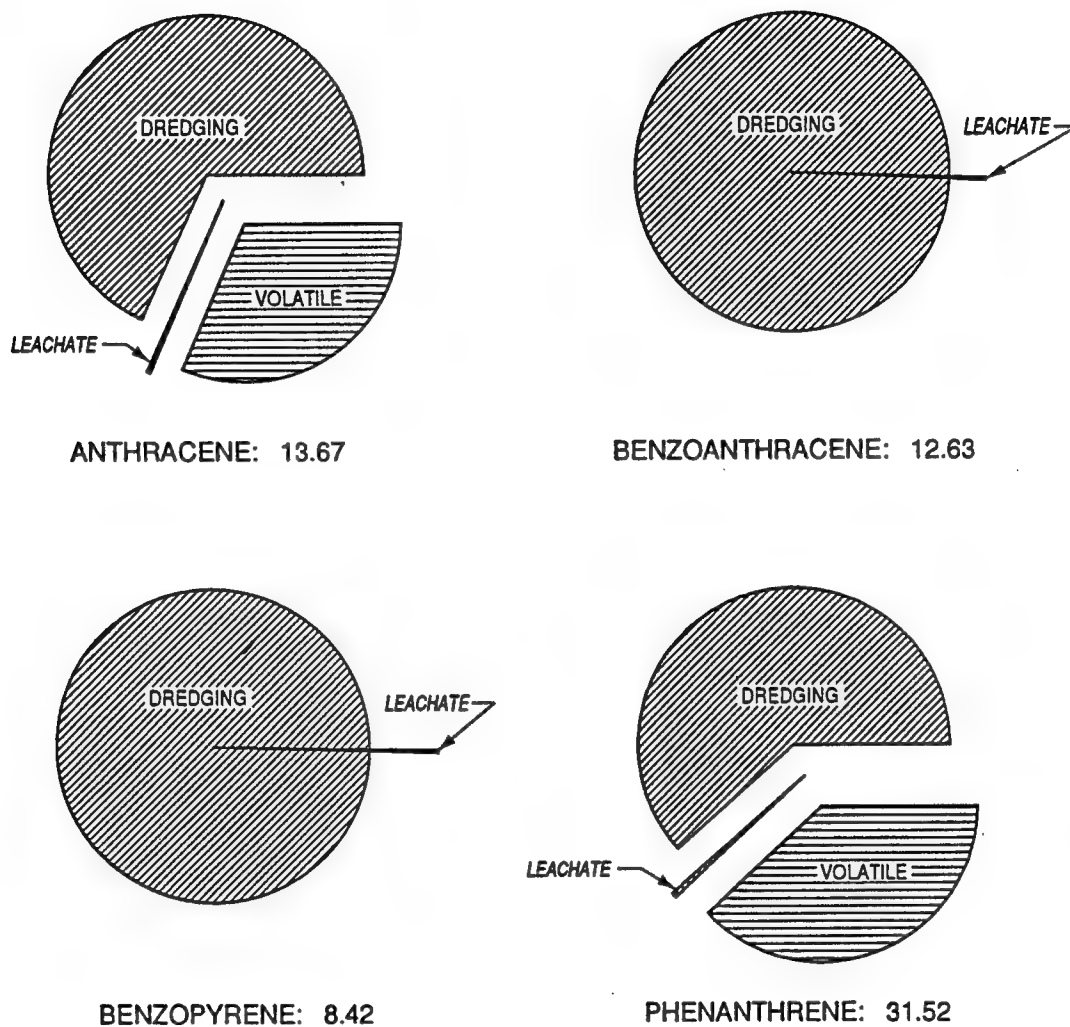 DREDGING
LEACHATE
VOLATILE
ANTHRACENE: 13.67
DREDGING
LEACHATE
BENZOANTHRACENE: 12.63
DREDGING
LEACHATE
BENZOPYRENE: 8.42
DREDGING
LEACHATE
VOLATILE
PHENANTHRENE: 31.52